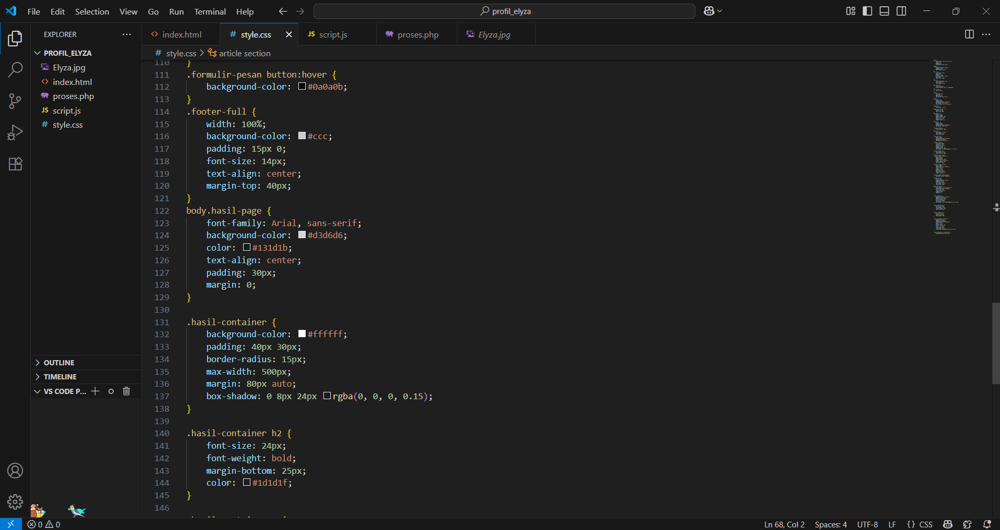 File Edit Selection View Go Run Terminal Help
profil_elyza
EXPLORER
PROFIL_ELYZA
Elyza.jpg
index.html
proses.php
script.js
style.css
OUTLINE
TIMELINE
VS CODE P...
index.html
# style.css
JS script.js
proses.php
Elyza.jpg
# style.css > article section
110 }
111 .formulir-pesan button:hover {
112 background-color: #0a0a0b;
113 }
114 .footer-full {
115 width: 100%;
116 background-color: #ccc;
117 padding: 15px 0;
118 font-size: 14px;
119 text-align: center;
120 margin-top: 40px;
121 }
122 body.hasil-page {
123 font-family: Arial, sans-serif;
124 background-color: #d3d6d6;
125 color: #131d1b;
126 text-align: center;
127 padding: 30px;
128 margin: 0;
129 }
130
131 .hasil-container {
132 background-color: #ffffff;
133 padding: 40px 30px;
134 border-radius: 15px;
135 max-width: 500px;
136 margin: 80px auto;
137 box-shadow: 0 8px 24px rgba(0, 0, 0, 0.15);
138 }
139
140 .hasil-container h2 {
141 font-size: 24px;
142 font-weight: bold;
143 margin-bottom: 25px;
144 color: #1d1d1f;
145 }
146
0 0
Ln 68, Col 2 Spaces: 4 UTF-8 LF {} CSS